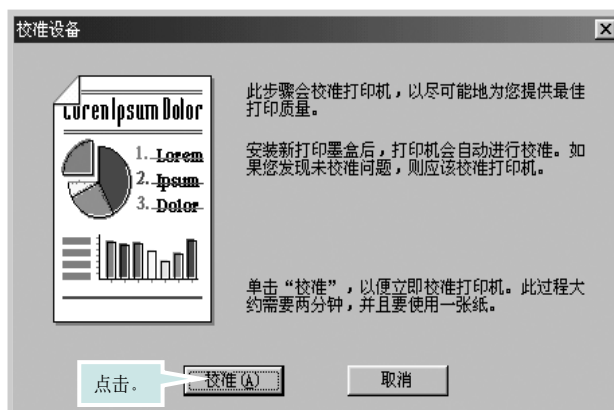 校准设备
Lorem Ipsum Dolor
1. Lorem
2. Ipsum
3. Dolor
此步骤会校准打印机，以尽可能地为您提供最佳
打印质量。
安装新打印墨盒后，打印机会自动进行校准。如
果您发现未校准问题，则应该校准打印机。
单击“校准”，以便立即校准打印机。此过程大
约需要两分钟，并且要使用一张纸。
点击。
校准(A)
取消